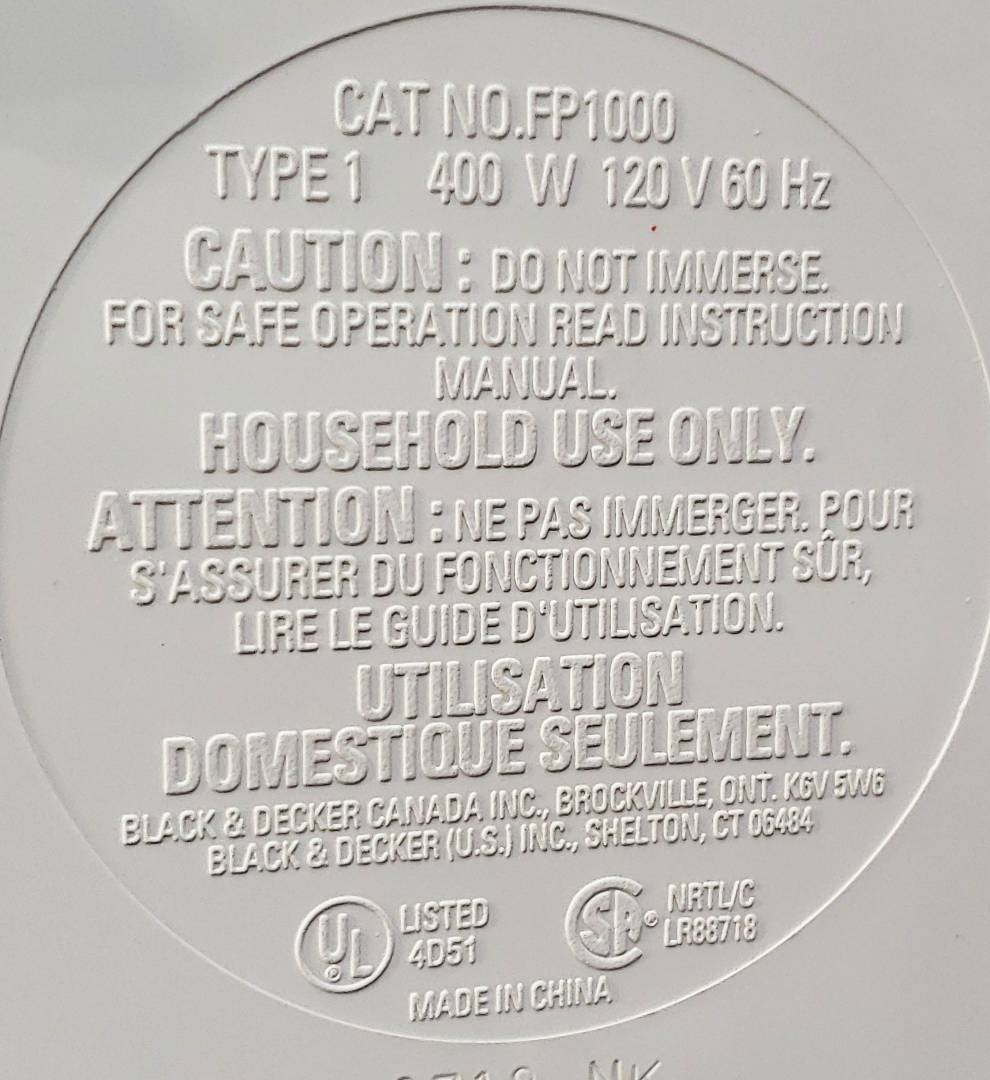 CAT NO.FP1000
TYPE 1 400 W 120 V 60 Hz
CAUTION : DO NOT IMMERSE.
FOR SAFE OPERATION READ INSTRUCTION
MANUAL.
HOUSEHOLD USE ONLY.
ATTENTION : NE PAS IMMERGER. POUR
S'ASSURER DU FONCTIONNEMENT SÛR,
LIRE LE GUIDE D'UTILISATION.
UTILISATION
DOMESTIQUE SEULEMENT.
BLACK & DECKER CANADA INC., BROCKVILLE, ONT. K6V 5W6
BLACK & DECKER (U.S.) INC., SHELTON, CT 06484
UL ® LISTED
4D51
SA ® NRTL/C
LR88718
MADE IN CHINA